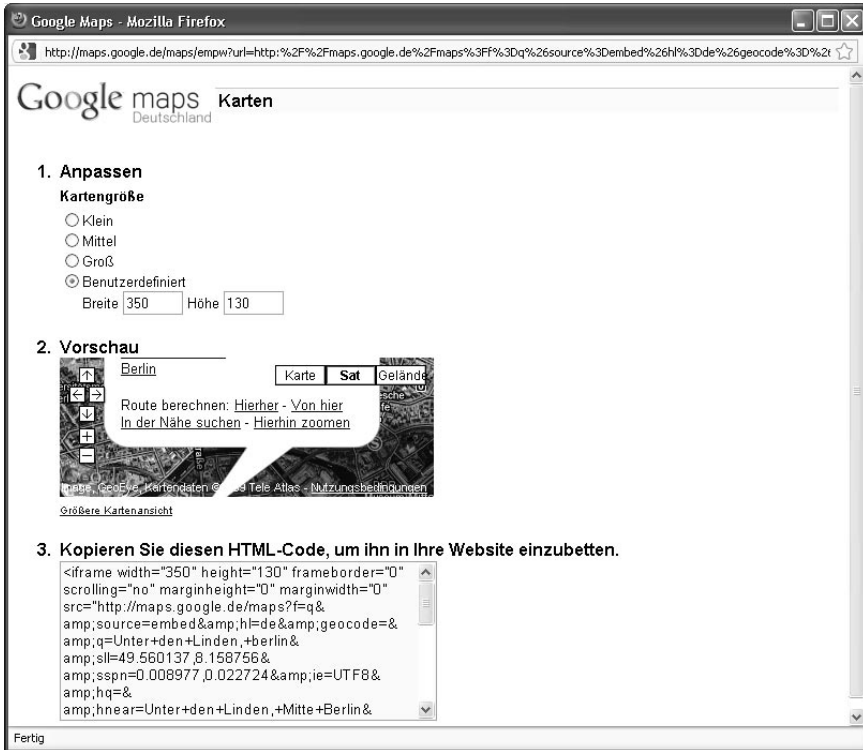 Google Maps - Mozilla Firefox
http://maps.google.de/maps/empw?url=http:%2F%2Fmaps.google.de%2Fmaps%3Ff%3Dq%26source%3Dembed%26hl%3Dde%26geocode%3D%2
Google maps Karten
Deutschland
1. Anpassen
Kartengröße
Klein
Mittel
Groß
Benutzerdefiniert
Breite 350 Höhe 130
2. Vorschau
Berlin
Karte Sat Gelände
Route berechnen: Hierher - Von hier
In der Nähe suchen - Hierhin zoomen
Image, GeoEye, Kartendaten © Tele Atlas - Nutzungsbedingungen
Größere Kartenansicht
3. Kopieren Sie diesen HTML-Code, um ihn in Ihre Website einzubetten.
<iframe width="350" height="130" frameborder="0"
scrolling="no" marginheight="0" marginwidth="0"
src="http://maps.google.de/maps?f=q&
amp;source=embed&amp;hl=de&amp;geocode=&
amp;q=Unter+den+Linden,+berlin&
amp;sll=49.560137,8.158756&
amp;sspn=0.008977,0.022724&amp;ie=UTF8&
amp;hq=&
amp;hnear=Unter+den+Linden,+Mitte+Berlin&
Fertig